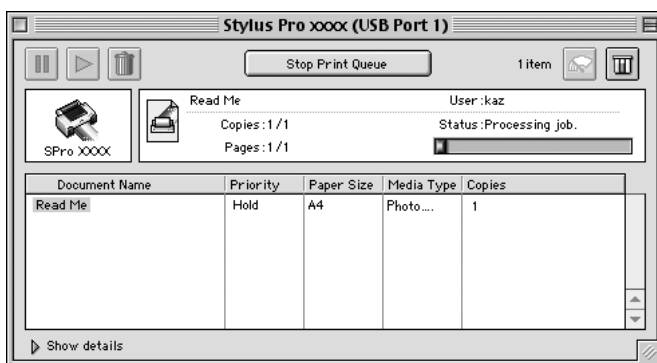 Stylus Pro xxxx (USB Port 1)
Stop Print Queue
1 item
SPro XXXX
Read Me
User :kaz
Copies :1 /1
Status :Processing job.
Pages :1 /1
Document Name Priority Paper Size Media Type Copies
Read Me Hold A4 Photo.... 1
Show details